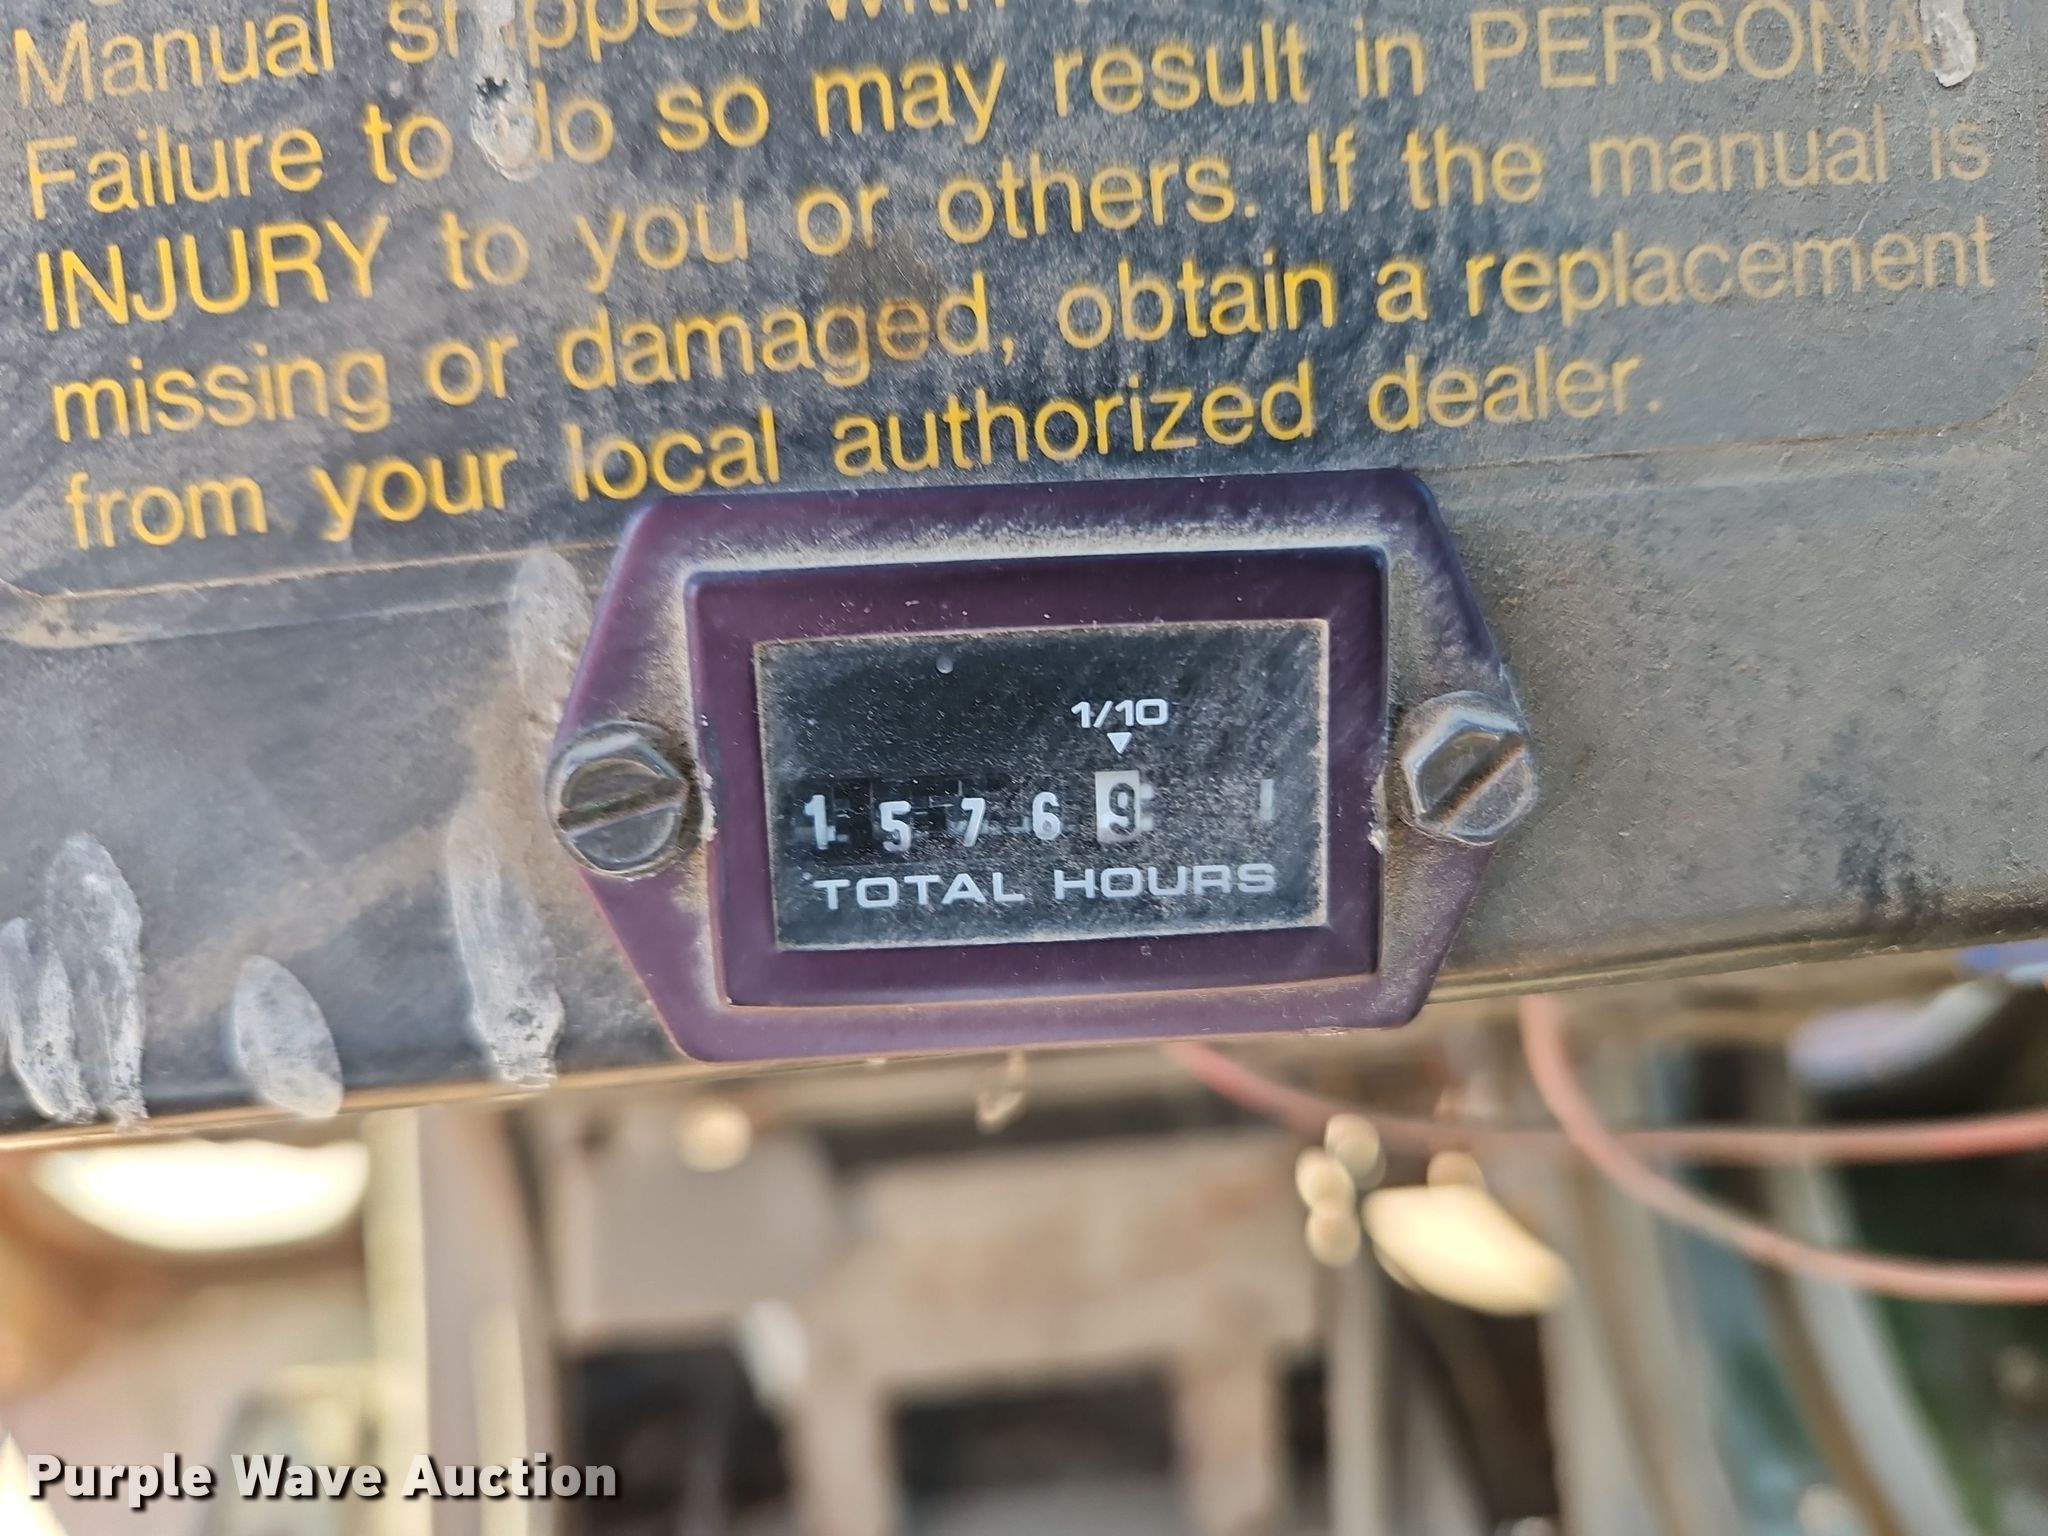 Manual shipped with
Failure to do so may result in PERSONAL
INJURY to you or others. If the manual is
missing or damaged, obtain a replacement
from your local authorized dealer.
1/10
1 5 7 6 9
TOTAL HOURS
Purple Wave Auction